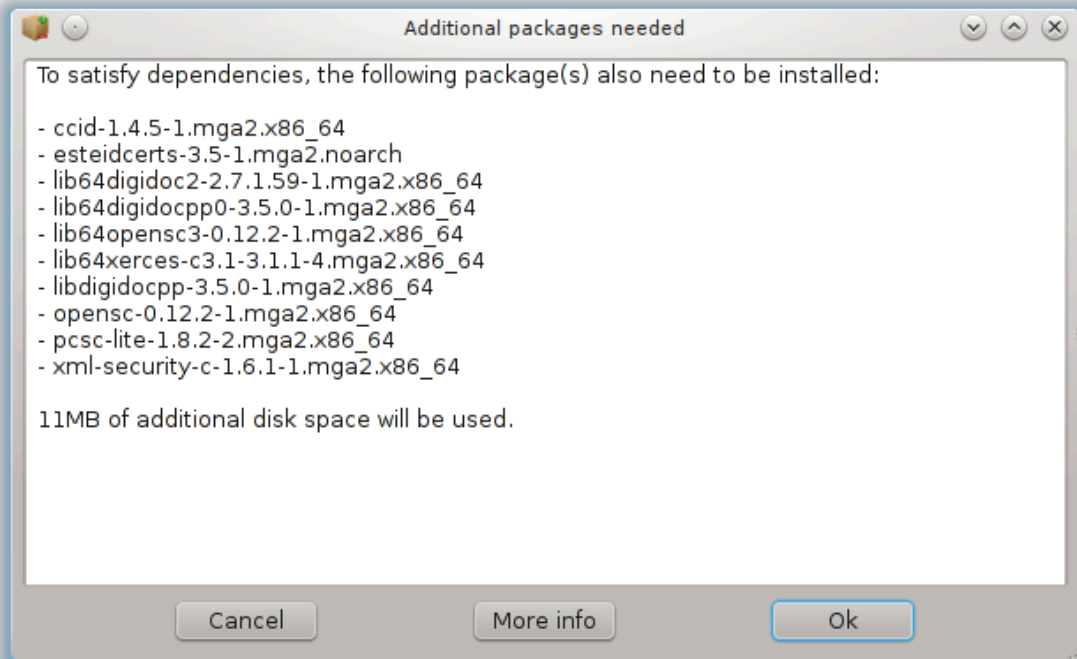 Additional packages needed
To satisfy dependencies, the following package(s) also need to be installed:
- ccid-1.4.5-1.mga2.x86_64
- esteidcerts-3.5-1.mga2.noarch
- lib64digidoc2-2.7.1.59-1.mga2.x86_64
- lib64digidocpp0-3.5.0-1.mga2.x86_64
- lib64opensc3-0.12.2-1.mga2.x86_64
- lib64xerces-c3.1-3.1.1-4.mga2.x86_64
- libdigidocpp-3.5.0-1.mga2.x86_64
- opensc-0.12.2-1.mga2.x86_64
- pcsc-lite-1.8.2-2.mga2.x86_64
- xml-security-c-1.6.1-1.mga2.x86_64
11MB of additional disk space will be used.
Cancel More info Ok